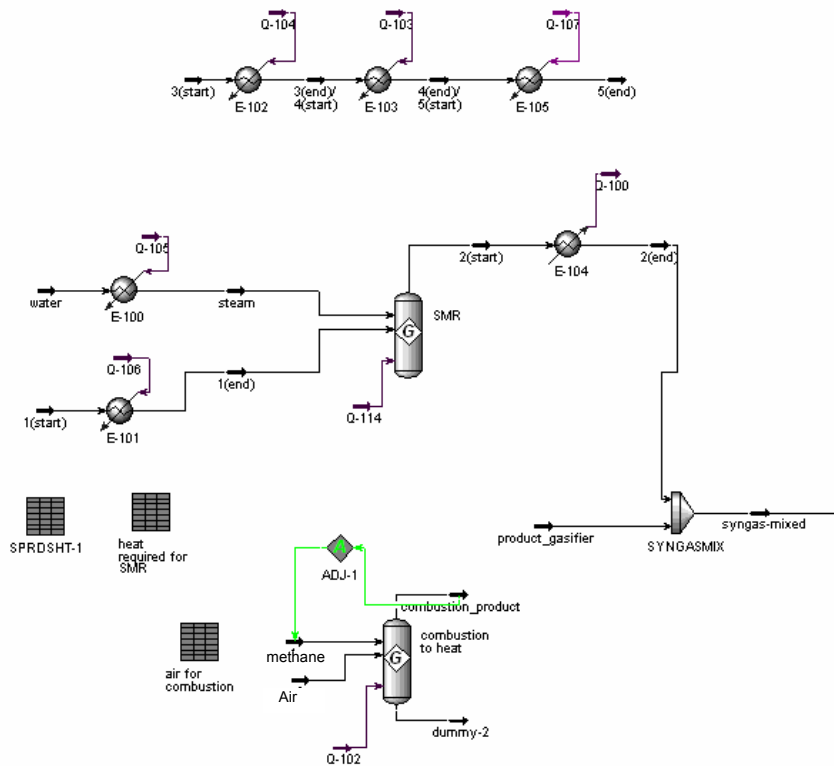 Q-104
Q-103
Q-107
3(start)
E-102
3(end)/
4(start)
E-103
4(end)/
5(start)
E-105
5(end)
Q-100
Q-105
2(start)
E-104
2(end)
water
E-100
steam
SMR
G
Q-106
1(end)
1(start)
E-101
Q-114
SPRDSHT-1
heat
required for
SMR
product_gasifier
SYNGASMIX
syngas-mixed
A
ADJ-1
combustion_product
methane
combustion
to heat
G
air for
combustion
Air
Q-102
dummy-2